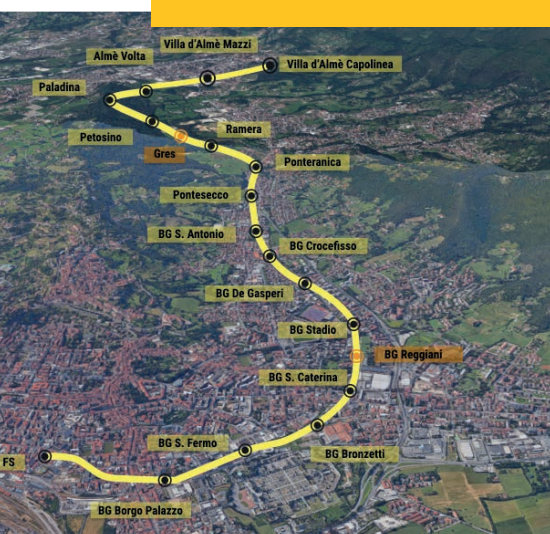 Villa d'Almè Mazzi
Almè Volta
Villa d'Almè Capolinea
Paladina
Petosino
Ramera
Gres
Ponteranica
Pontesecco
BG S. Antonio
BG Crocefisso
BG De Gasperi
BG Stadio
BG Reggiani
BG S. Caterina
BG S. Fermo
BG Bronzetti
FS
BG Borgo Palazzo